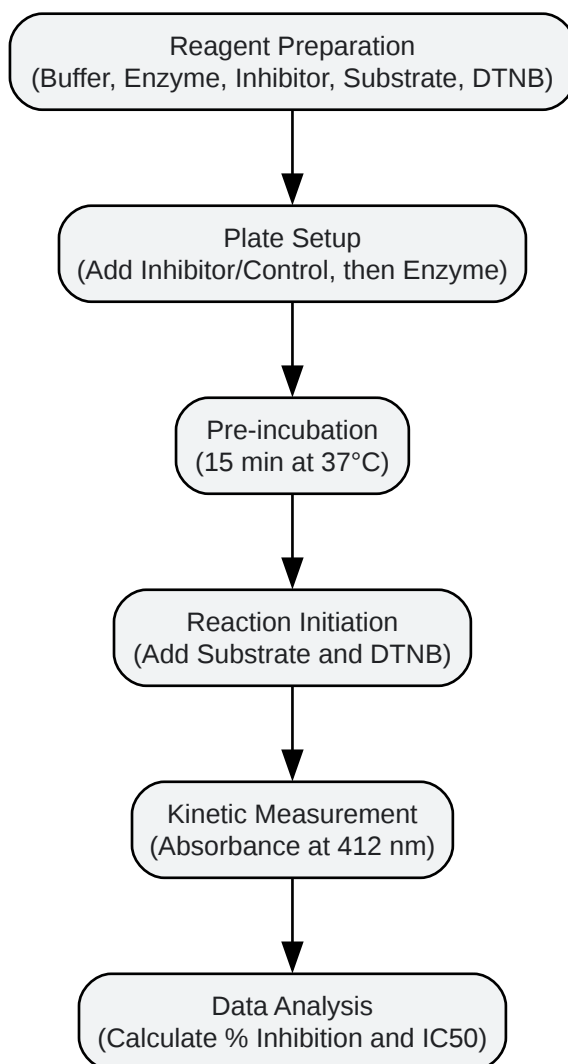 Reagent Preparation
(Buffer, Enzyme, Inhibitor, Substrate, DTNB)
Plate Setup
(Add Inhibitor/Control, then Enzyme)
Pre-incubation
(15 min at 37°C)
Reaction Initiation
(Add Substrate and DTNB)
Kinetic Measurement
(Absorbance at 412 nm)
Data Analysis
(Calculate % Inhibition and IC50)